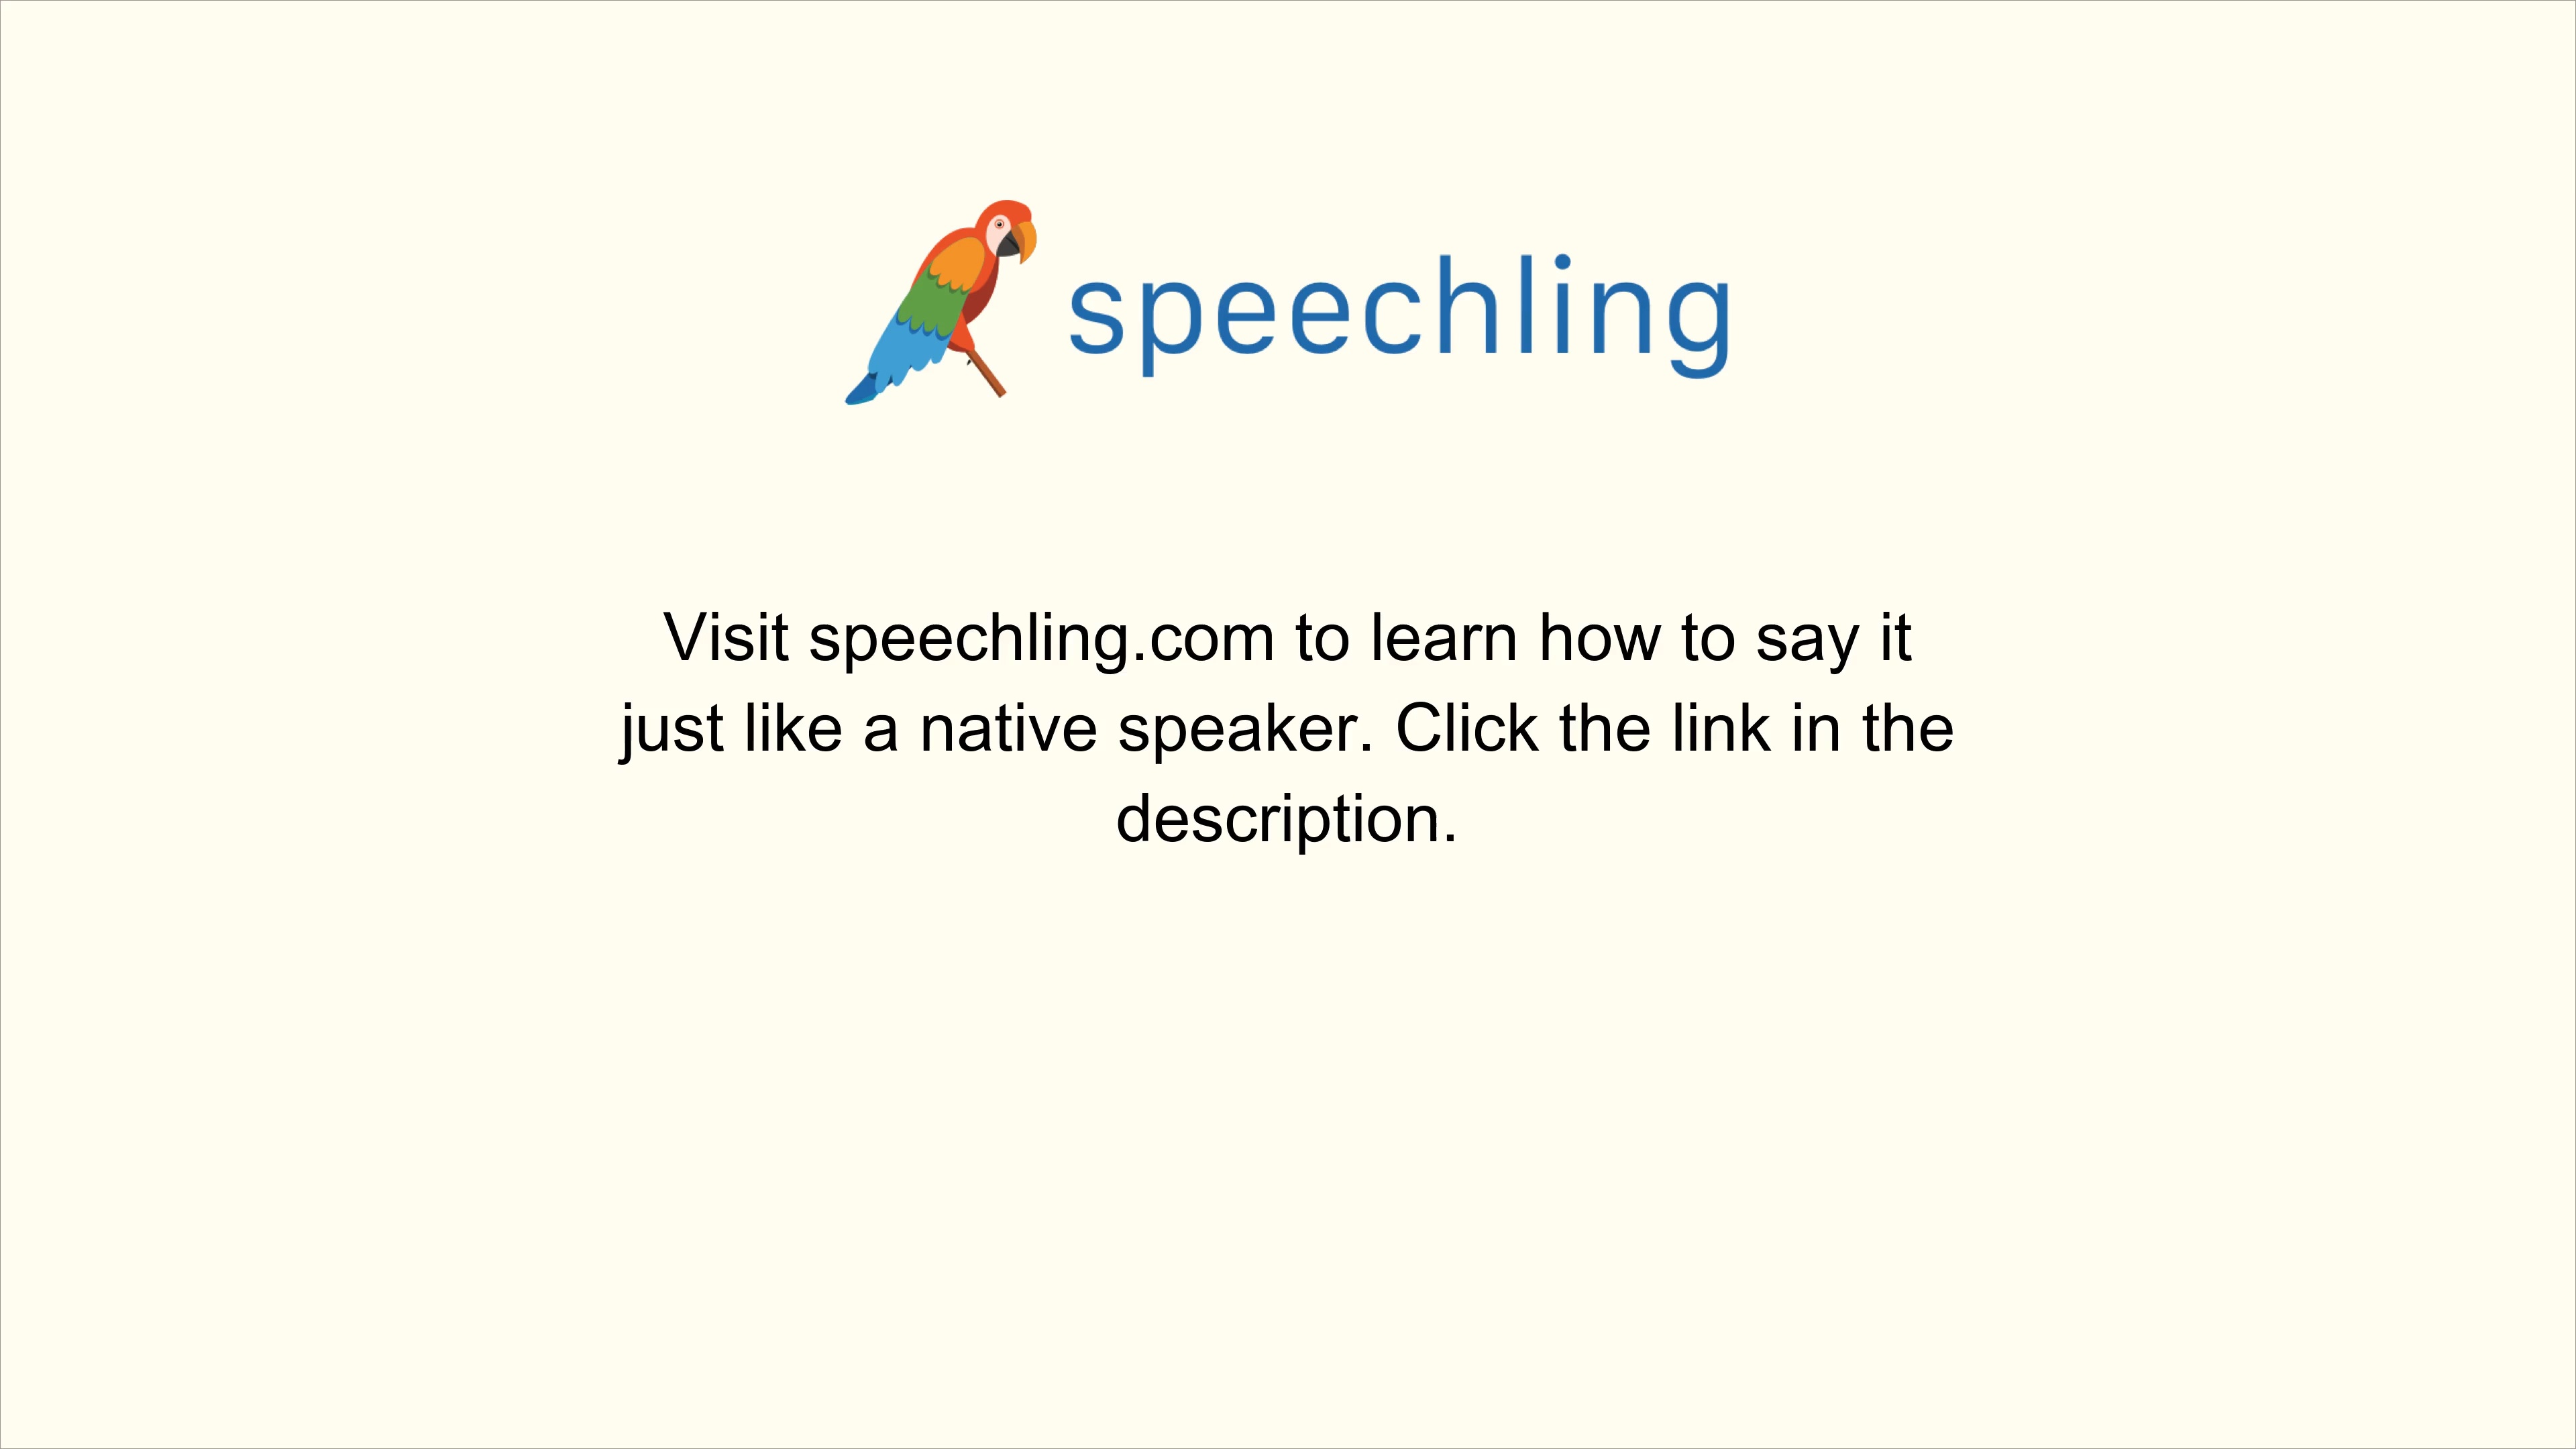 speechling
Visit speechling.com to learn how to say it
just like a native speaker. Click the link in the
description.